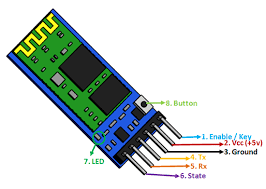 8. Button
1. Enable / Key
2. Vcc (+5v)
3. Ground
4. Tx
5. Rx
6. State
7. LED